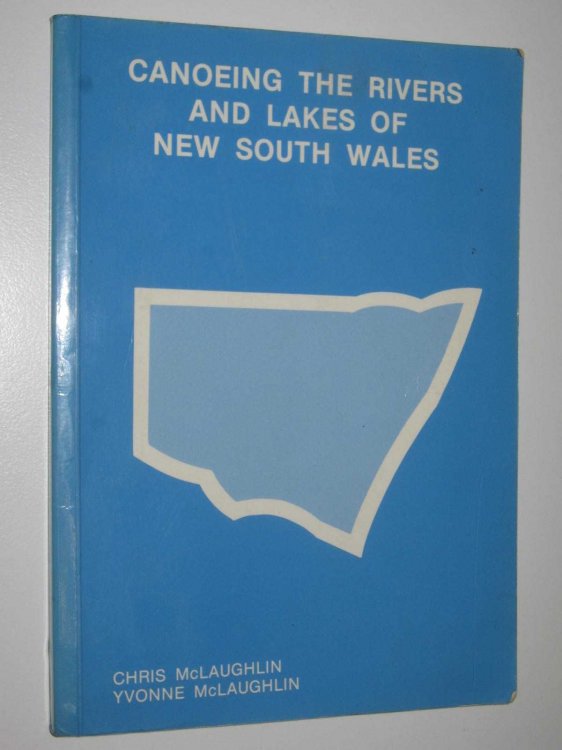 CANOEING THE RIVERS
AND LAKES OF
NEW SOUTH WALES
CHRIS McLAUGHLIN
YVONNE McLAUGHLIN